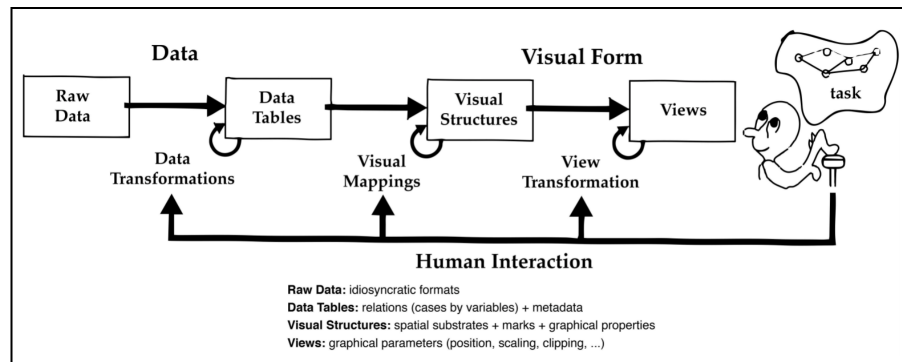 Data
Visual Form
task
Raw
Data
Data
Tables
Visual
Structures
Views
Data
Transformations
Visual
Mappings
View
Transformation
Human Interaction
Raw Data: idiosyncratic formats
Data Tables: relations (cases by variables) + metadata
Visual Structures: spatial substrates + marks + graphical properties
Views: graphical parameters (position, scaling, clipping, ...)